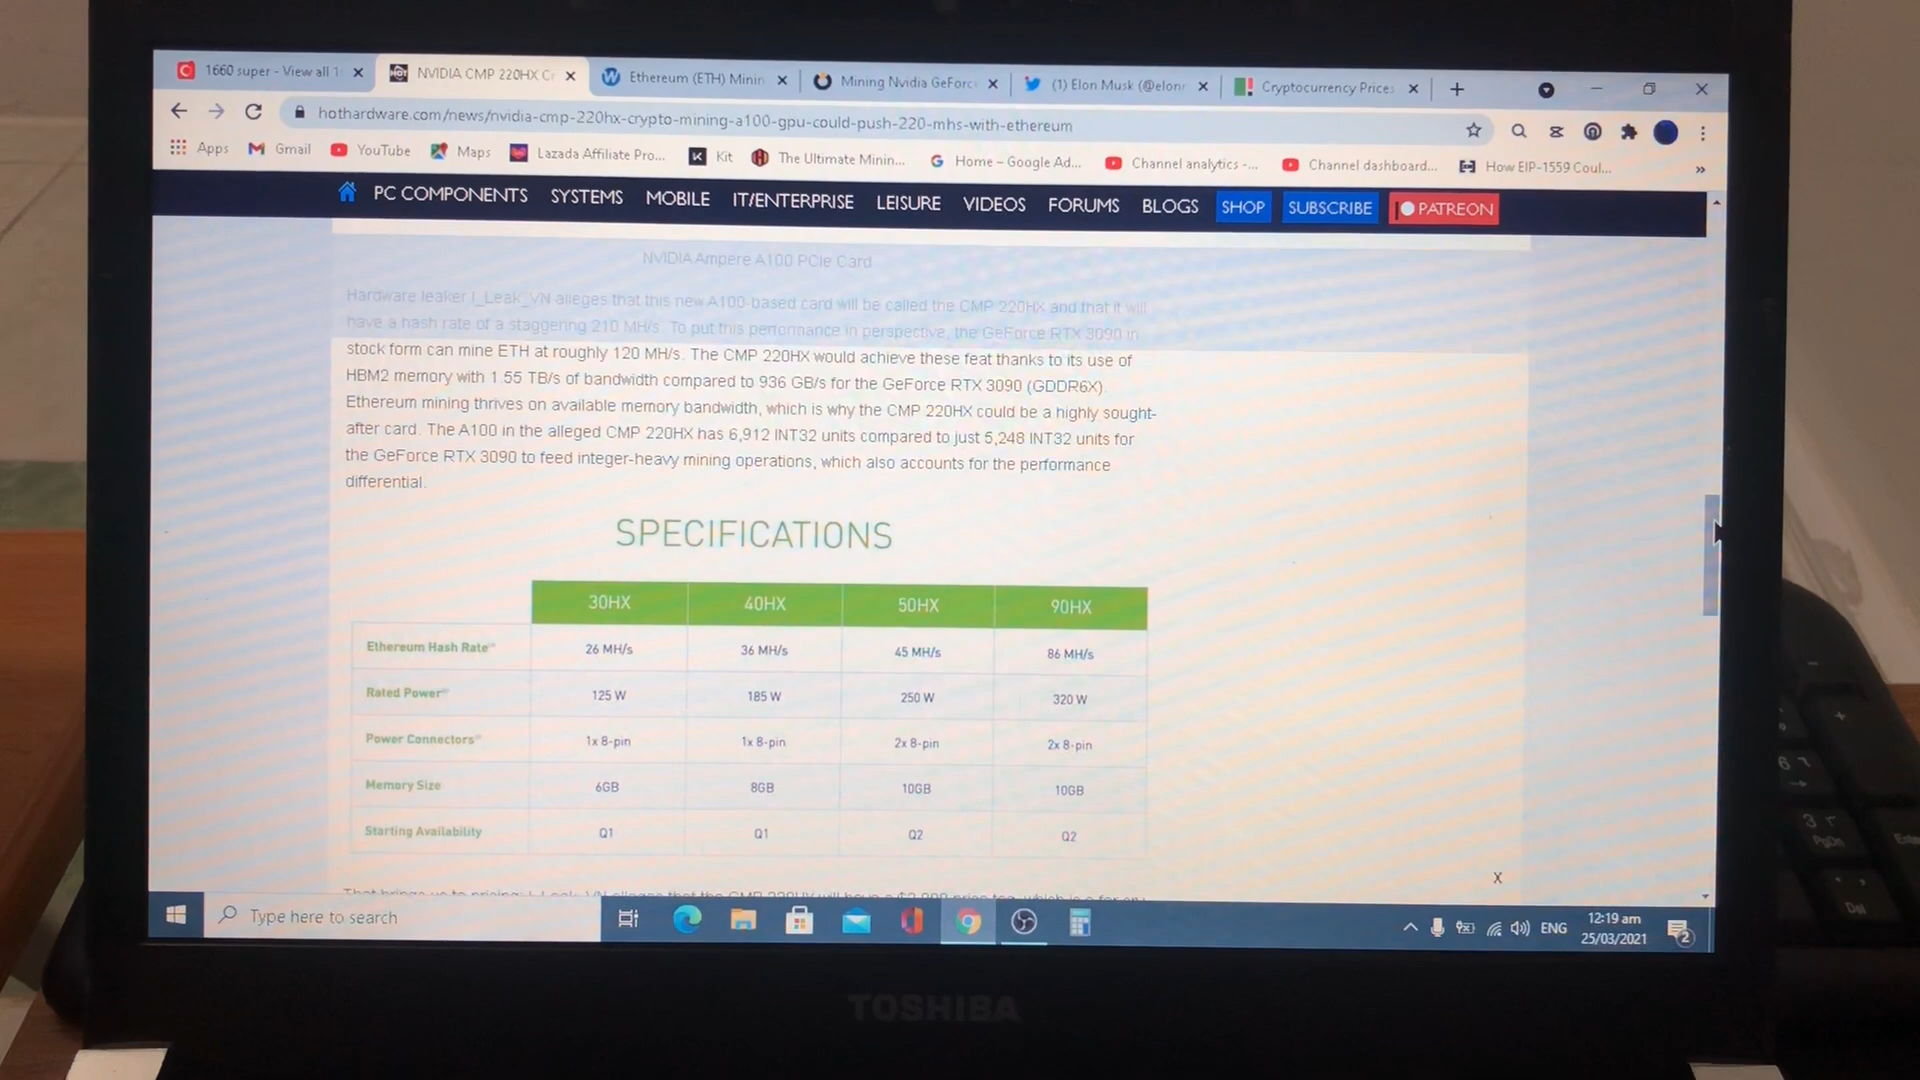 1660 super - View all 1
NVIDIA CMP 220HX Cr
Ethereum (ETH) Minin
Mining Nvidia GeForc
(1) Elon Musk (@elonr
Cryptocurrency Prices
hothardware.com/news/nvidia-cmp-220hx-crypto-mining-a100-gpu-could-push-220-mhs-with-ethereum
Apps Gmail YouTube Maps Lazada Affiliate Pro... Kit The Ultimate Minin... Home – Google Ad... Channel analytics -... Channel dashboard... How EIP-1559 Coul... »
PC COMPONENTS SYSTEMS MOBILE IT/ENTERPRISE LEISURE VIDEOS FORUMS BLOGS SHOP SUBSCRIBE PATREON
NVIDIA Ampere A100 PCIe Card
Hardware leaker I_Leak_VN alleges that this new A100-based card will be called the CMP 220HX and that it will
have a hash rate of a staggering 210 MH/s. To put this performance in perspective, the GeForce RTX 3090 in
stock form can mine ETH at roughly 120 MH/s. The CMP 220HX would achieve these feat thanks to its use of
HBM2 memory with 1.55 TB/s of bandwidth compared to 936 GB/s for the GeForce RTX 3090 (GDDR6X).
Ethereum mining thrives on available memory bandwidth, which is why the CMP 220HX could be a highly sought-
after card. The A100 in the alleged CMP 220HX has 6,912 INT32 units compared to just 5,248 INT32 units for
the GeForce RTX 3090 to feed integer-heavy mining operations, which also accounts for the performance
differential.
SPECIFICATIONS
30HX 40HX 50HX 90HX
Ethereum Hash Rate 26 MH/s 36 MH/s 45 MH/s 86 MH/s
Rated Power 125 W 185 W 250 W 320 W
Power Connectors 1x 8-pin 1x 8-pin 2x 8-pin 2x 8-pin
Memory Size 6GB 8GB 10GB 10GB
Starting Availability Q1 Q1 Q2 Q2
X
Type here to search
ENG
12:19 am
25/03/2021
2
TOSHIBA
6
3
PgDn
Del